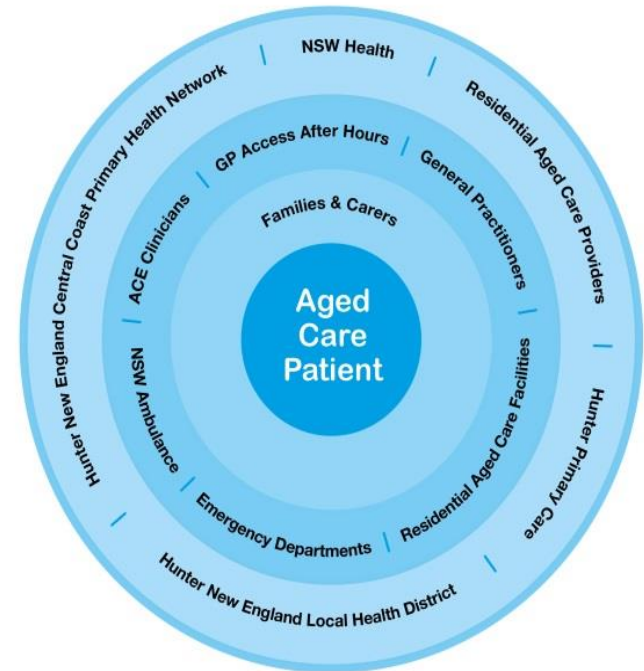 NSW Health
Residential Aged Care Providers
Hunter Primary Care
Hunter New England Local Health District
Hunter New England Central Coast Primary Health Network
GP Access After Hours
General Practitioners
Residential Aged Care Facilities
Emergency Departments
NSW Ambulance
ACE Clinicians
Families & Carers
Aged
Care
Patient